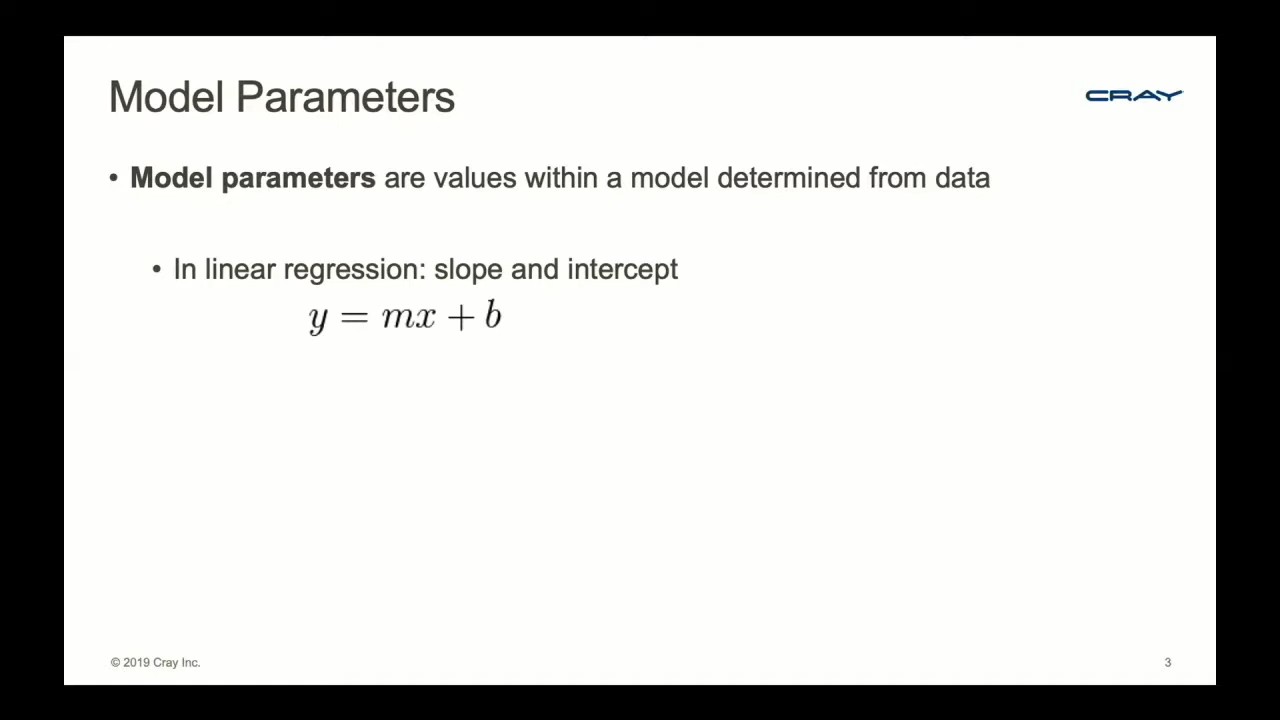 Model Parameters
CRAY
• Model parameters are values within a model determined from data
• In linear regression: slope and intercept
y = mx + b
© 2019 Cray Inc.
3